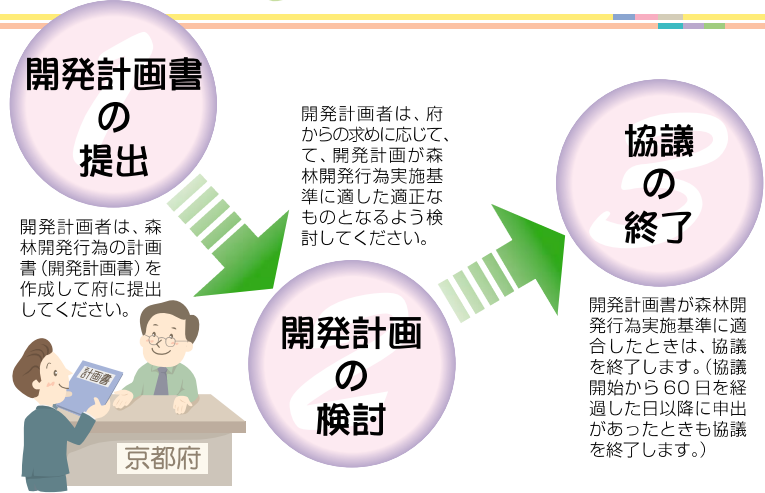 1
開発計画書
の
提出
開発計画者は、森
林開発行為の計画
書(開発計画書)を
作成して府に提出
してください。
計画書
京都府
開発計画者は、府
からの求めに応じて、
て、開発計画が森
林開発行為実施基
準に適した適正な
ものとなるよう検
討してください。
2
開発計画
の
検討
3
協議
の
終了
開発計画書が森林開
発行為実施基準に適
合したときは、協議
を終了します。(協議
開始から60日を経
過した日以降に申出
があったときも協議
を終了します。)